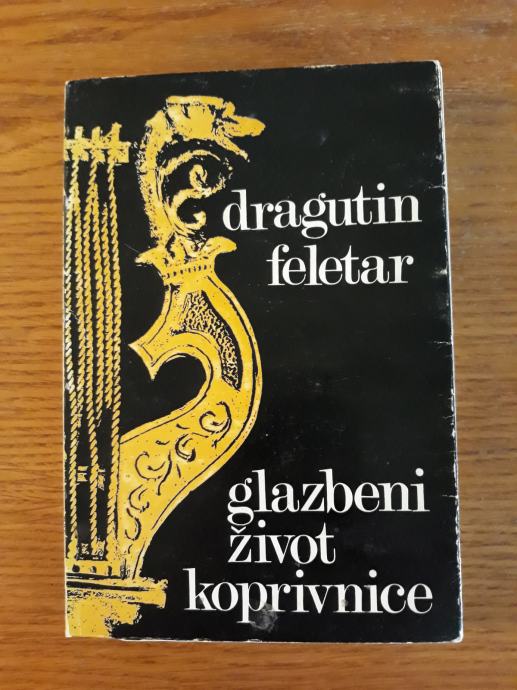 dragutin
feletar
glazbeni
život
koprivnice